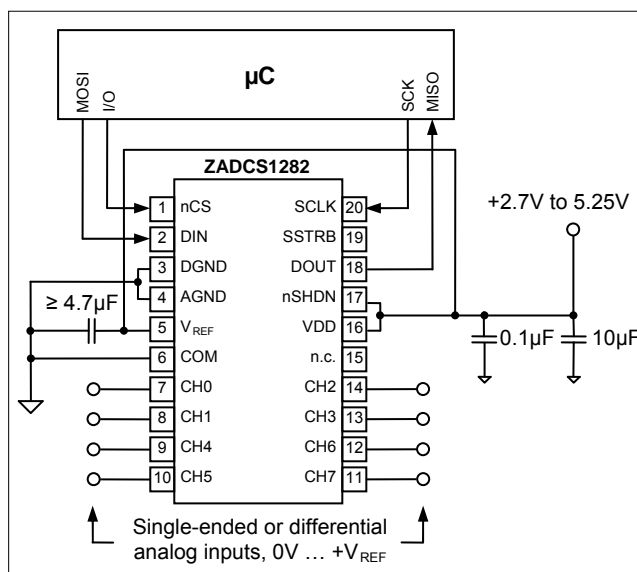 µC
MOSI
I/O
SCK
MISO
ZADCS1282
+2.7V to 5.25V
1 nCS
SCLK 20
2 DIN
SSTRB 19
3 DGND
DOUT 18
4 AGND
nSHDN 17
≥ 4.7µF
5 VREF
VDD 16
0.1µF
10µF
6 COM
n.c. 15
7 CH0
CH2 14
8 CH1
CH3 13
9 CH4
CH6 12
10 CH5
CH7 11
Single-ended or differential
analog inputs, 0V … +VREF